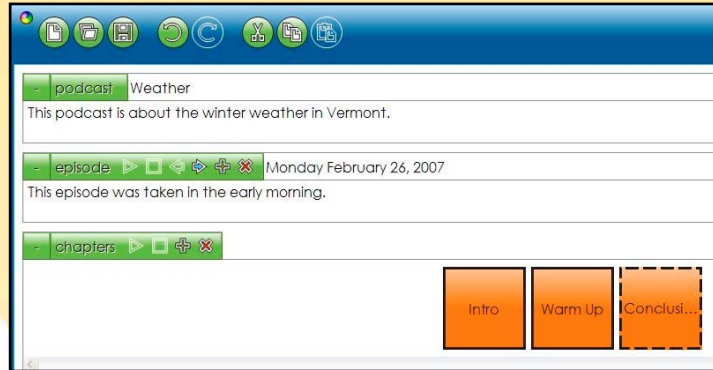 podcast Weather
This podcast is about the winter weather in Vermont.
episode Monday February 26, 2007
This episode was taken in the early morning.
chapters
Intro Warm Up Conclusi...